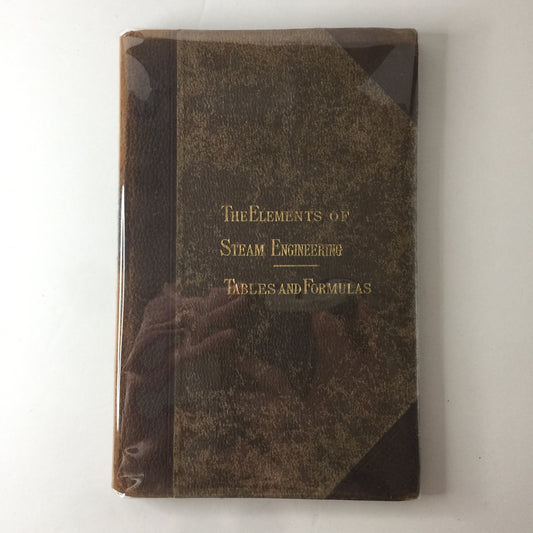 The Elements of
Steam Engineering
Tables and Formulas